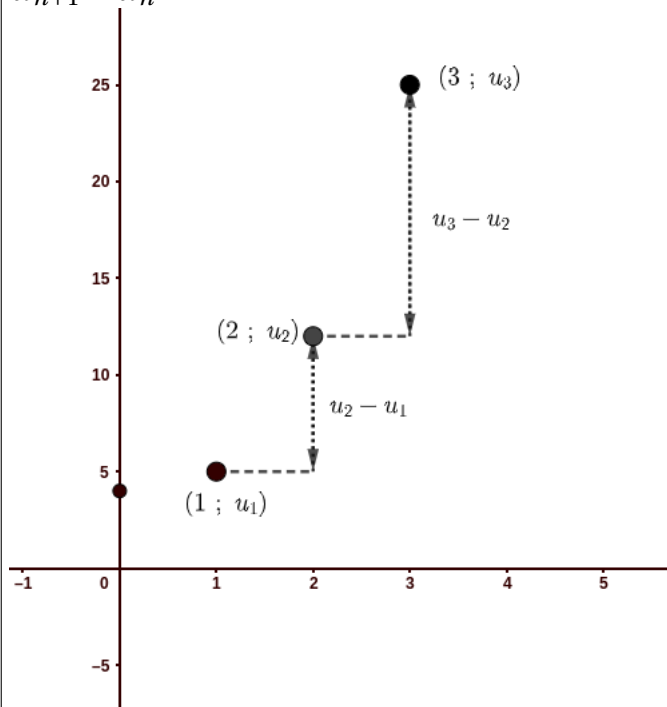 25
(3 ; u₃)
20
u₃ − u₂
15
(2 ; u₂)
10
u₂ − u₁
5
(1 ; u₁)
−1 0 1 2 3 4 5
−5